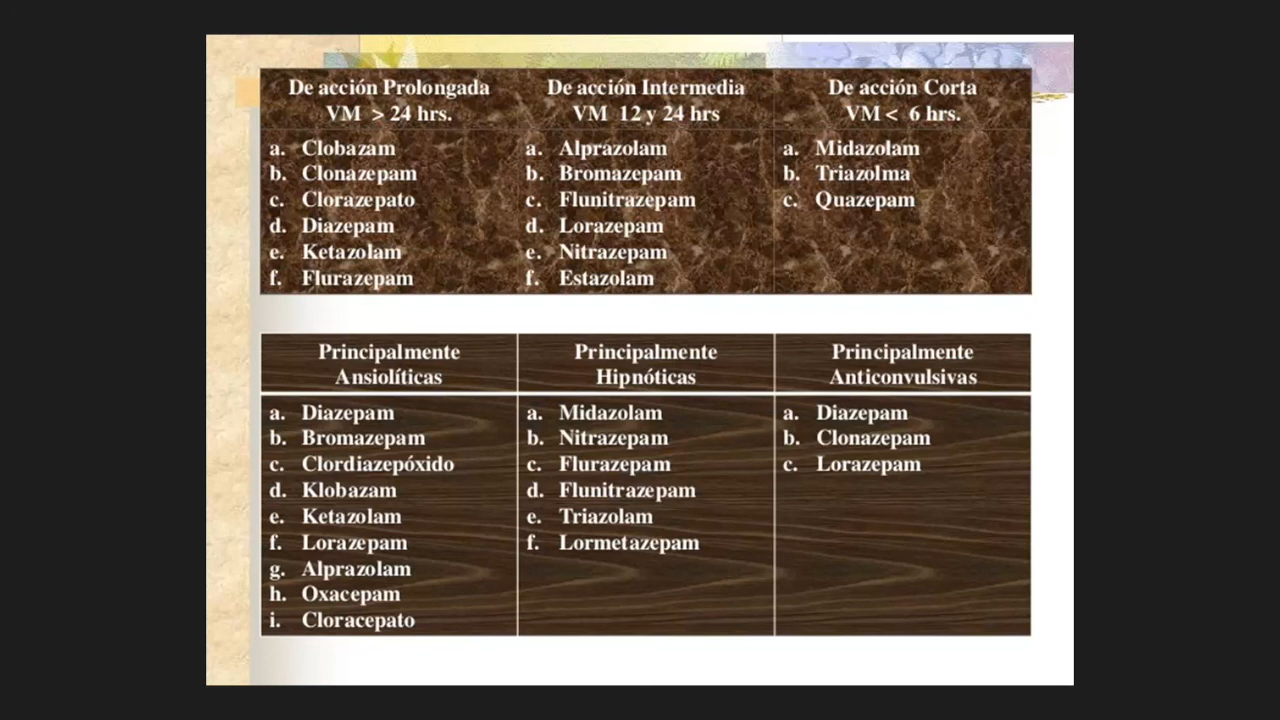 De acción Prolongada
VM > 24 hrs.
a. Clobazam
b. Clonazepam
c. Clorazepato
d. Diazepam
e. Ketazolam
f. Flurazepam
De acción Intermedia
VM 12 y 24 hrs
a. Alprazolam
b. Bromazepam
c. Flunitrazepam
d. Lorazepam
e. Nitrazepam
f. Estazolam
De acción Corta
VM < 6 hrs.
a. Midazolam
b. Triazolma
c. Quazepam
Principalmente
Ansiolíticas
a. Diazepam
b. Bromazepam
c. Clordiazepóxido
d. Klobazam
e. Ketazolam
f. Lorazepam
g. Alprazolam
h. Oxacepam
i. Cloracepato
Principalmente
Hipnóticas
a. Midazolam
b. Nitrazepam
c. Flurazepam
d. Flunitrazepam
e. Triazolam
f. Lormetazepam
Principalmente
Anticonvulsivas
a. Diazepam
b. Clonazepam
c. Lorazepam